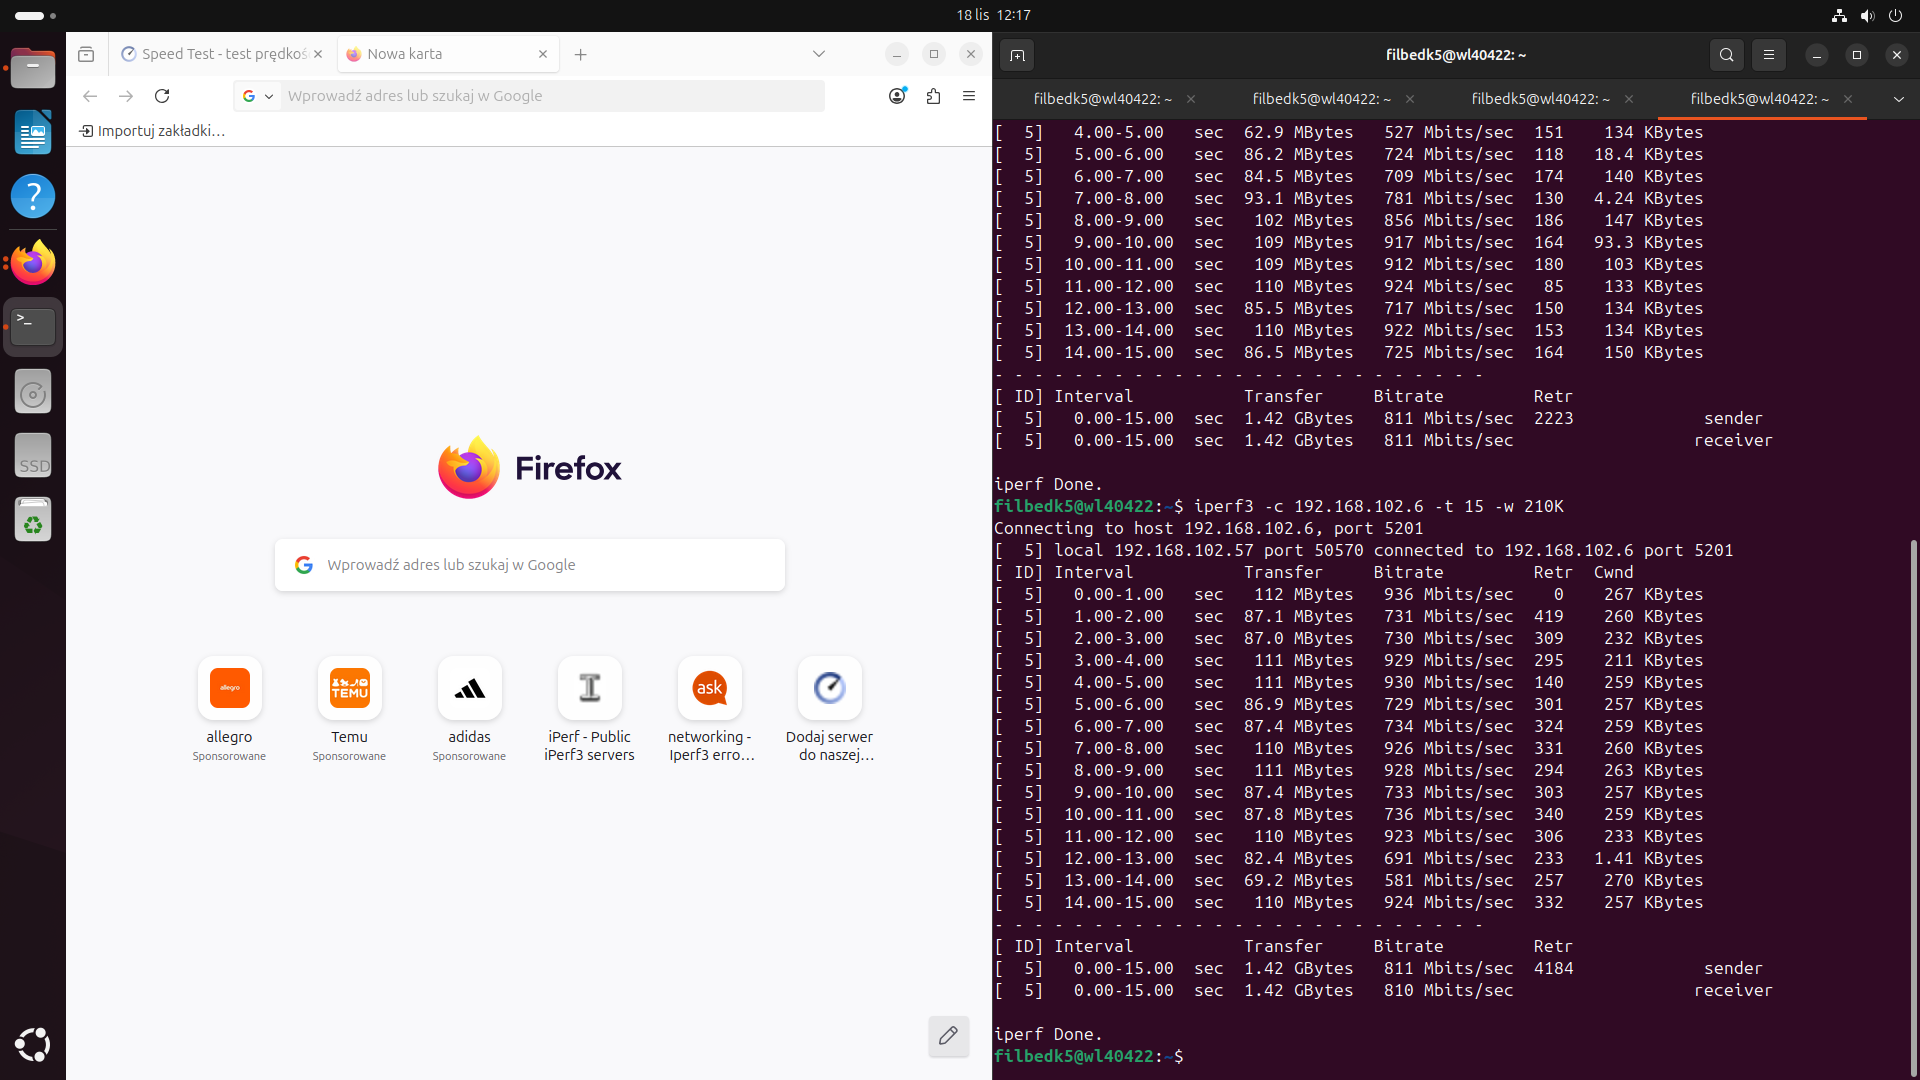 18 lis 12:17
Speed Test - test prędkoś
Nowa karta
Wprowadź adres lub szukaj w Google
Importuj zakładki…
Firefox
Wprowadź adres lub szukaj w Google
allegro
TEMU
ask
allegro
Sponsorowane
Temu
Sponsorowane
adidas
Sponsorowane
iPerf - Public
iPerf3 servers
networking -
Iperf3 erro…
Dodaj serwer
do naszej…
SSD
filbedk5@wl40422: ~
filbedk5@wl40422: ~
filbedk5@wl40422: ~
filbedk5@wl40422: ~
filbedk5@wl40422: ~
[  5]   4.00-5.00   sec  62.9 MBytes   527 Mbits/sec  151    134 KBytes
[  5]   5.00-6.00   sec  86.2 MBytes   724 Mbits/sec  118   18.4 KBytes
[  5]   6.00-7.00   sec  84.5 MBytes   709 Mbits/sec  174    140 KBytes
[  5]   7.00-8.00   sec  93.1 MBytes   781 Mbits/sec  130   4.24 KBytes
[  5]   8.00-9.00   sec   102 MBytes   856 Mbits/sec  186    147 KBytes
[  5]   9.00-10.00  sec   109 MBytes   917 Mbits/sec  164   93.3 KBytes
[  5]  10.00-11.00  sec   109 MBytes   912 Mbits/sec  180    103 KBytes
[  5]  11.00-12.00  sec   110 MBytes   924 Mbits/sec   85    133 KBytes
[  5]  12.00-13.00  sec  85.5 MBytes   717 Mbits/sec  150    134 KBytes
[  5]  13.00-14.00  sec   110 MBytes   922 Mbits/sec  153    134 KBytes
[  5]  14.00-15.00  sec  86.5 MBytes   725 Mbits/sec  164    150 KBytes
- - - - - - - - - - - - - - - - - - - - - - - - -
[ ID] Interval           Transfer     Bitrate         Retr
[  5]   0.00-15.00  sec  1.42 GBytes   811 Mbits/sec  2223             sender
[  5]   0.00-15.00  sec  1.42 GBytes   811 Mbits/sec                  receiver
iperf Done.
filbedk5@wl40422:~$ iperf3 -c 192.168.102.6 -t 15 -w 210K
Connecting to host 192.168.102.6, port 5201
[  5] local 192.168.102.57 port 50570 connected to 192.168.102.6 port 5201
[ ID] Interval           Transfer     Bitrate         Retr  Cwnd
[  5]   0.00-1.00   sec   112 MBytes   936 Mbits/sec    0    267 KBytes
[  5]   1.00-2.00   sec  87.1 MBytes   731 Mbits/sec  419    260 KBytes
[  5]   2.00-3.00   sec  87.0 MBytes   730 Mbits/sec  309    232 KBytes
[  5]   3.00-4.00   sec   111 MBytes   929 Mbits/sec  295    211 KBytes
[  5]   4.00-5.00   sec   111 MBytes   930 Mbits/sec  140    259 KBytes
[  5]   5.00-6.00   sec  86.9 MBytes   729 Mbits/sec  301    257 KBytes
[  5]   6.00-7.00   sec  87.4 MBytes   734 Mbits/sec  324    259 KBytes
[  5]   7.00-8.00   sec   110 MBytes   926 Mbits/sec  331    260 KBytes
[  5]   8.00-9.00   sec   111 MBytes   928 Mbits/sec  294    263 KBytes
[  5]   9.00-10.00  sec  87.4 MBytes   733 Mbits/sec  303    257 KBytes
[  5]  10.00-11.00  sec  87.8 MBytes   736 Mbits/sec  340    259 KBytes
[  5]  11.00-12.00  sec   110 MBytes   923 Mbits/sec  306    233 KBytes
[  5]  12.00-13.00  sec  82.4 MBytes   691 Mbits/sec  233   1.41 KBytes
[  5]  13.00-14.00  sec  69.2 MBytes   581 Mbits/sec  257    270 KBytes
[  5]  14.00-15.00  sec   110 MBytes   924 Mbits/sec  332    257 KBytes
- - - - - - - - - - - - - - - - - - - - - - - - -
[ ID] Interval           Transfer     Bitrate         Retr
[  5]   0.00-15.00  sec  1.42 GBytes   811 Mbits/sec  4184             sender
[  5]   0.00-15.00  sec  1.42 GBytes   810 Mbits/sec                  receiver
iperf Done.
filbedk5@wl40422:~$